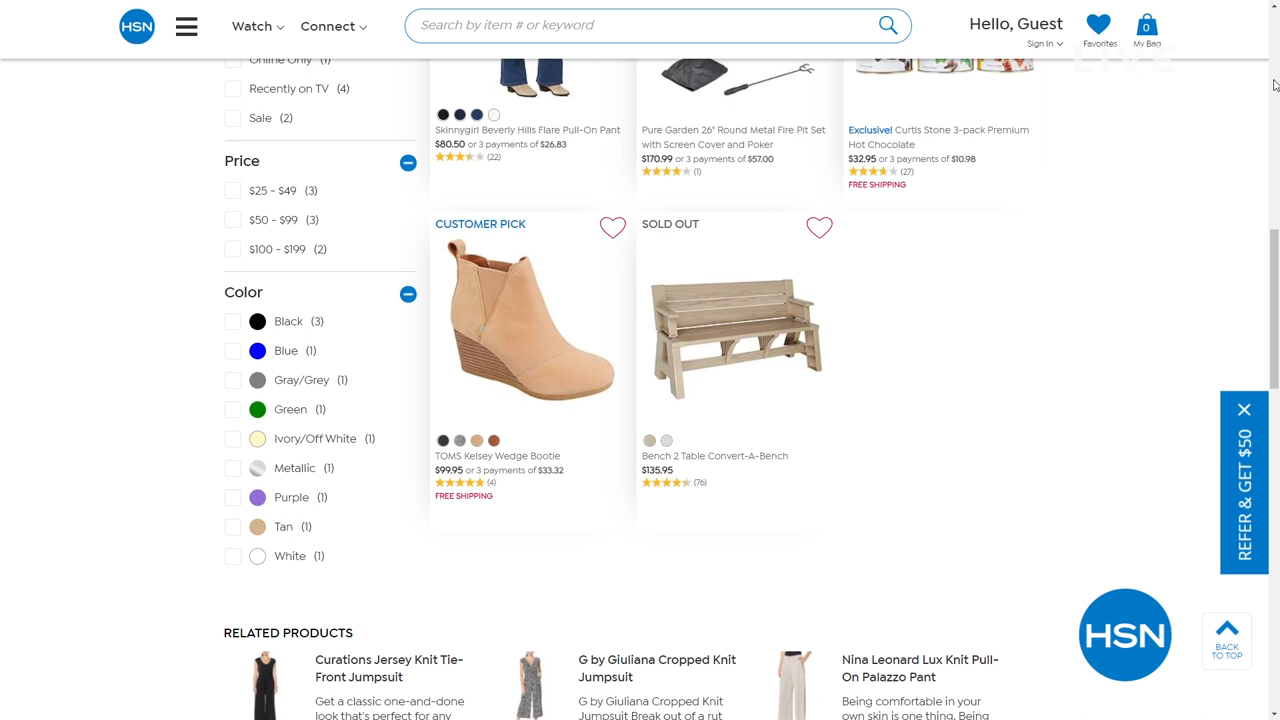 HSN
Watch
Connect
Search by item # or keyword
Hello, Guest
Sign In
Favorites
0
My Bag
LIVE
Online Only (1)
Recently on TV (4)
Sale (2)
Price
$25 - $49 (3)
$50 - $99 (3)
$100 - $199 (2)
Color
Black (3)
Blue (1)
Gray/Grey (1)
Green (1)
Ivory/Off White (1)
Metallic (1)
Purple (1)
Tan (1)
White (1)
Skinnygirl Beverly Hills Flare Pull-On Pant
$80.50 or 3 payments of $26.83
(22)
Pure Garden 26" Round Metal Fire Pit Set
with Screen Cover and Poker
$170.99 or 3 payments of $57.00
(1)
Exclusive! Curtis Stone 3-pack Premium
Hot Chocolate
$32.95 or 3 payments of $10.98
(27)
FREE SHIPPING
CUSTOMER PICK
TOMS Kelsey Wedge Bootie
$99.95 or 3 payments of $33.32
(4)
FREE SHIPPING
SOLD OUT
Bench 2 Table Convert-A-Bench
$135.95
(76)
REFER & GET $50
HSN
BACK
TO TOP
RELATED PRODUCTS
Curations Jersey Knit Tie-
Front Jumpsuit
Get a classic one-and-done
look that's perfect for any
G by Giuliana Cropped Knit
Jumpsuit
G by Giuliana Cropped Knit
Jumpsuit Break out of a rut
Nina Leonard Lux Knit Pull-
On Palazzo Pant
Being comfortable in your
own skin is one thing. Being